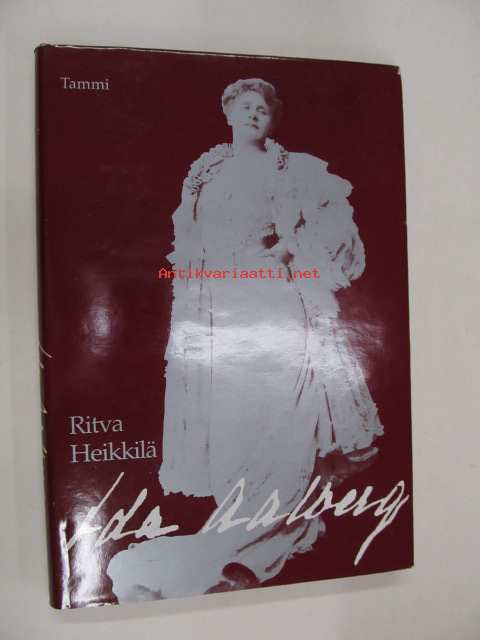 Tammi
Antikvariaatti.net
Ritva
Heikkilä
Ida Aalberg